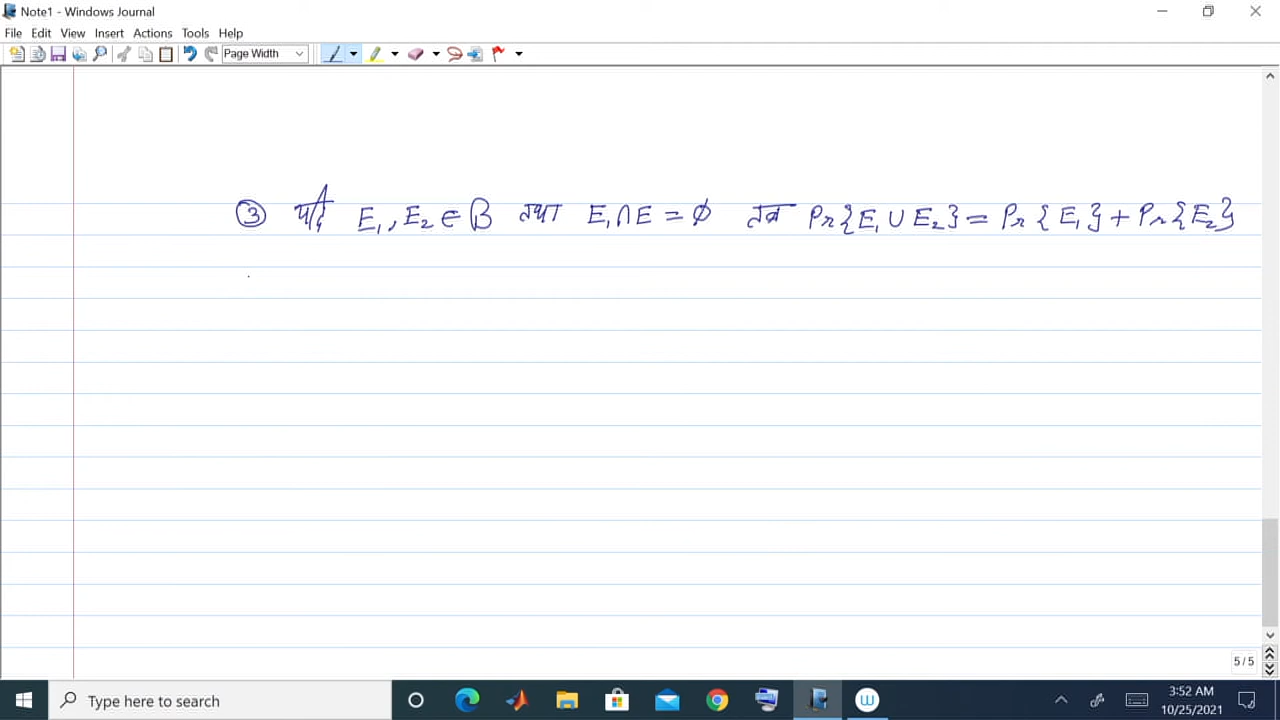 Note1 - Windows Journal
File Edit View Insert Actions Tools Help
Page Width
③ यदि E₁, E₂ ∈ B तथा E₁ ∩ E = ϕ तब Pr{E₁ ∪ E₂} = Pr{E₁} + Pr{E₂}
5 / 5
Type here to search
3:52 AM
10/25/2021